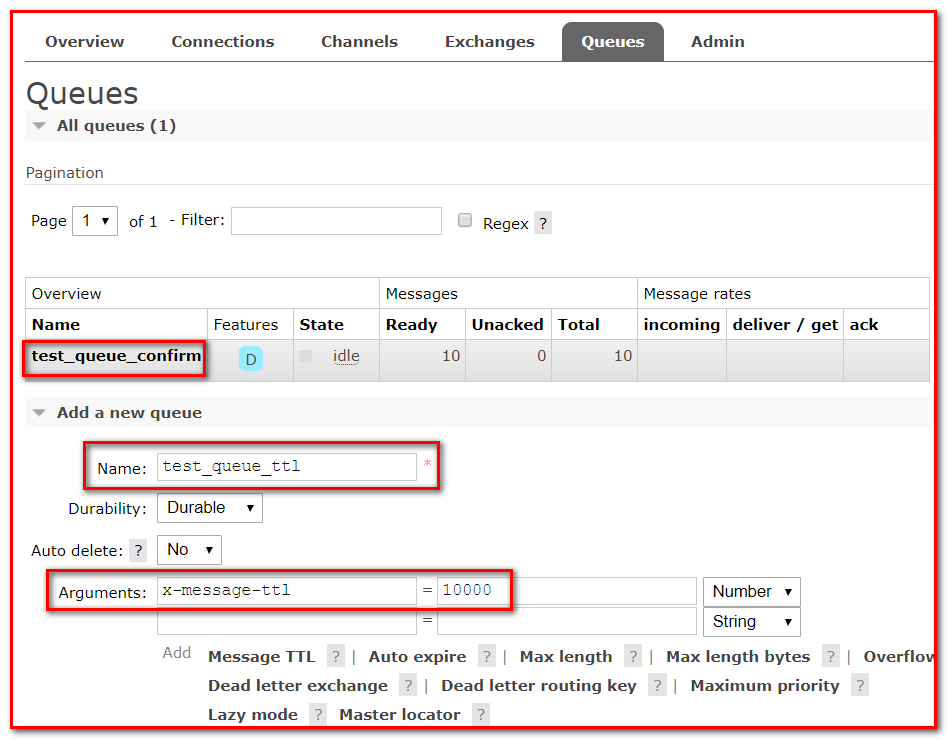 Overview Connections Channels Exchanges Queues Admin
Queues
All queues (1)
Pagination
Page 1 of 1 - Filter: Regex ?
Overview Messages Message rates
Name Features State Ready Unacked Total incoming deliver / get ack
test_queue_confirm D idle 10 0 10
Add a new queue
Name: test_queue_ttl *
Durability: Durable
Auto delete: ? No
Arguments: x-message-ttl = 10000 Number
= String
Add Message TTL ? | Auto expire ? | Max length ? | Max length bytes ? | Overflow
Dead letter exchange ? | Dead letter routing key ? | Maximum priority ?
Lazy mode ? Master locator ?